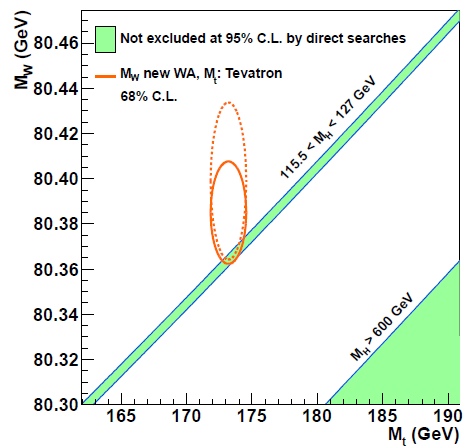 M_W (GeV)
80.46
80.44
80.42
80.40
80.38
80.36
80.34
80.32
80.30
Not excluded at 95% C.L. by direct searches
M_W new WA, M_t: Tevatron
68% C.L.
115.5 < M_H < 127 GeV
M_H > 600 GeV
165 170 175 180 185 190
M_t (GeV)